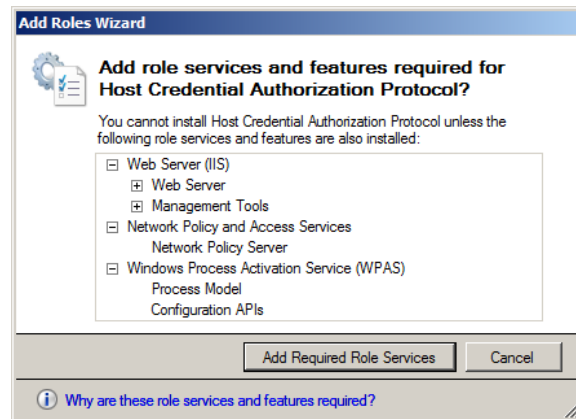 Add Roles Wizard
Add role services and features required for
Host Credential Authorization Protocol?
You cannot install Host Credential Authorization Protocol unless the
following role services and features are also installed:
Web Server (IIS)
Web Server
Management Tools
Network Policy and Access Services
Network Policy Server
Windows Process Activation Service (WPAS)
Process Model
Configuration APIs
Add Required Role Services
Cancel
Why are these role services and features required?